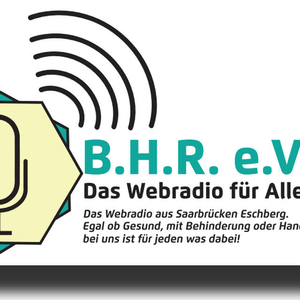 B.H.R. e.V
Das Webradio für Alle
Das Webradio aus Saarbrücken Eschberg.
Egal ob Gesund, mit Behinderung oder Han
bei uns ist für jeden was dabei!